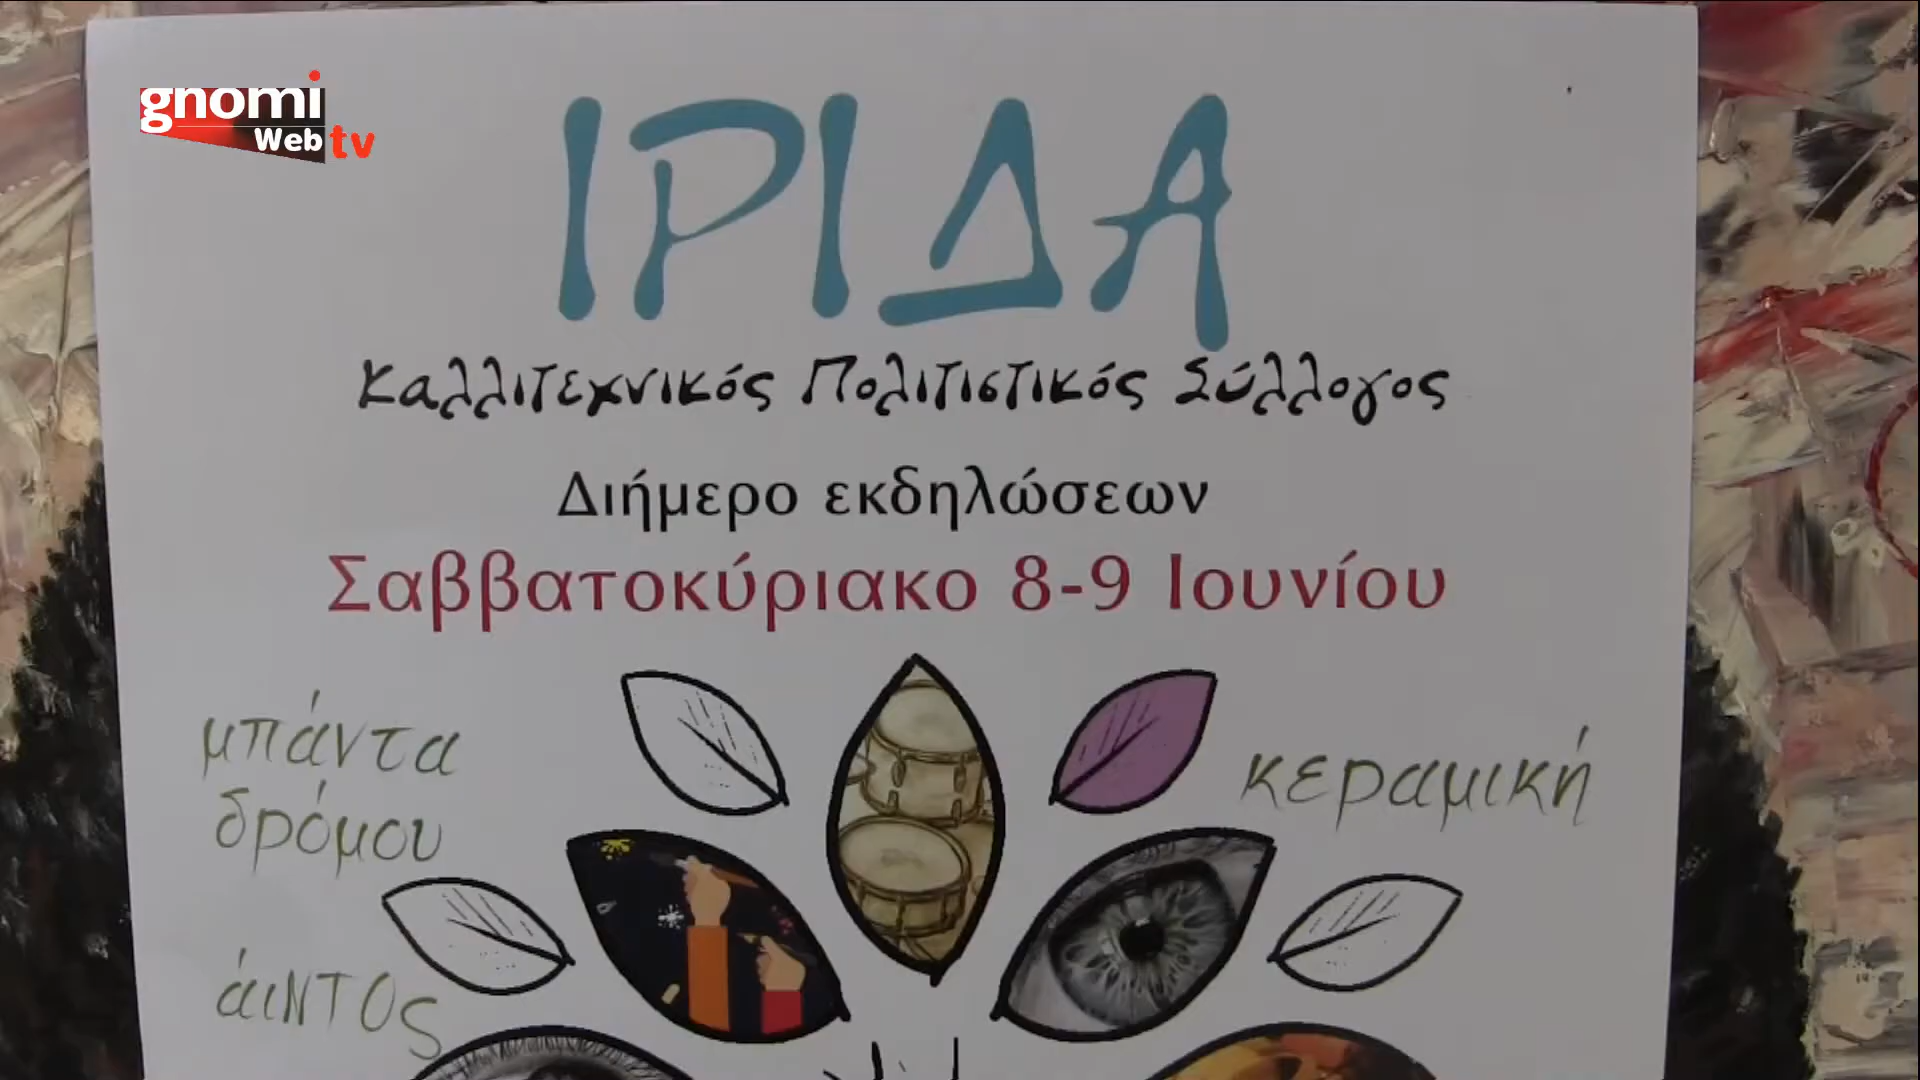 gnomi
Web tv
ΙΡΙΔΑ
Καλλιτεχνικός Πολιτιστικός Σύλλογος
Διήμερο εκδηλώσεων
Σαββατοκύριακο 8-9 Ιουνίου
μπάντα
δρόμου
κεραμική
άιΝΤΟς